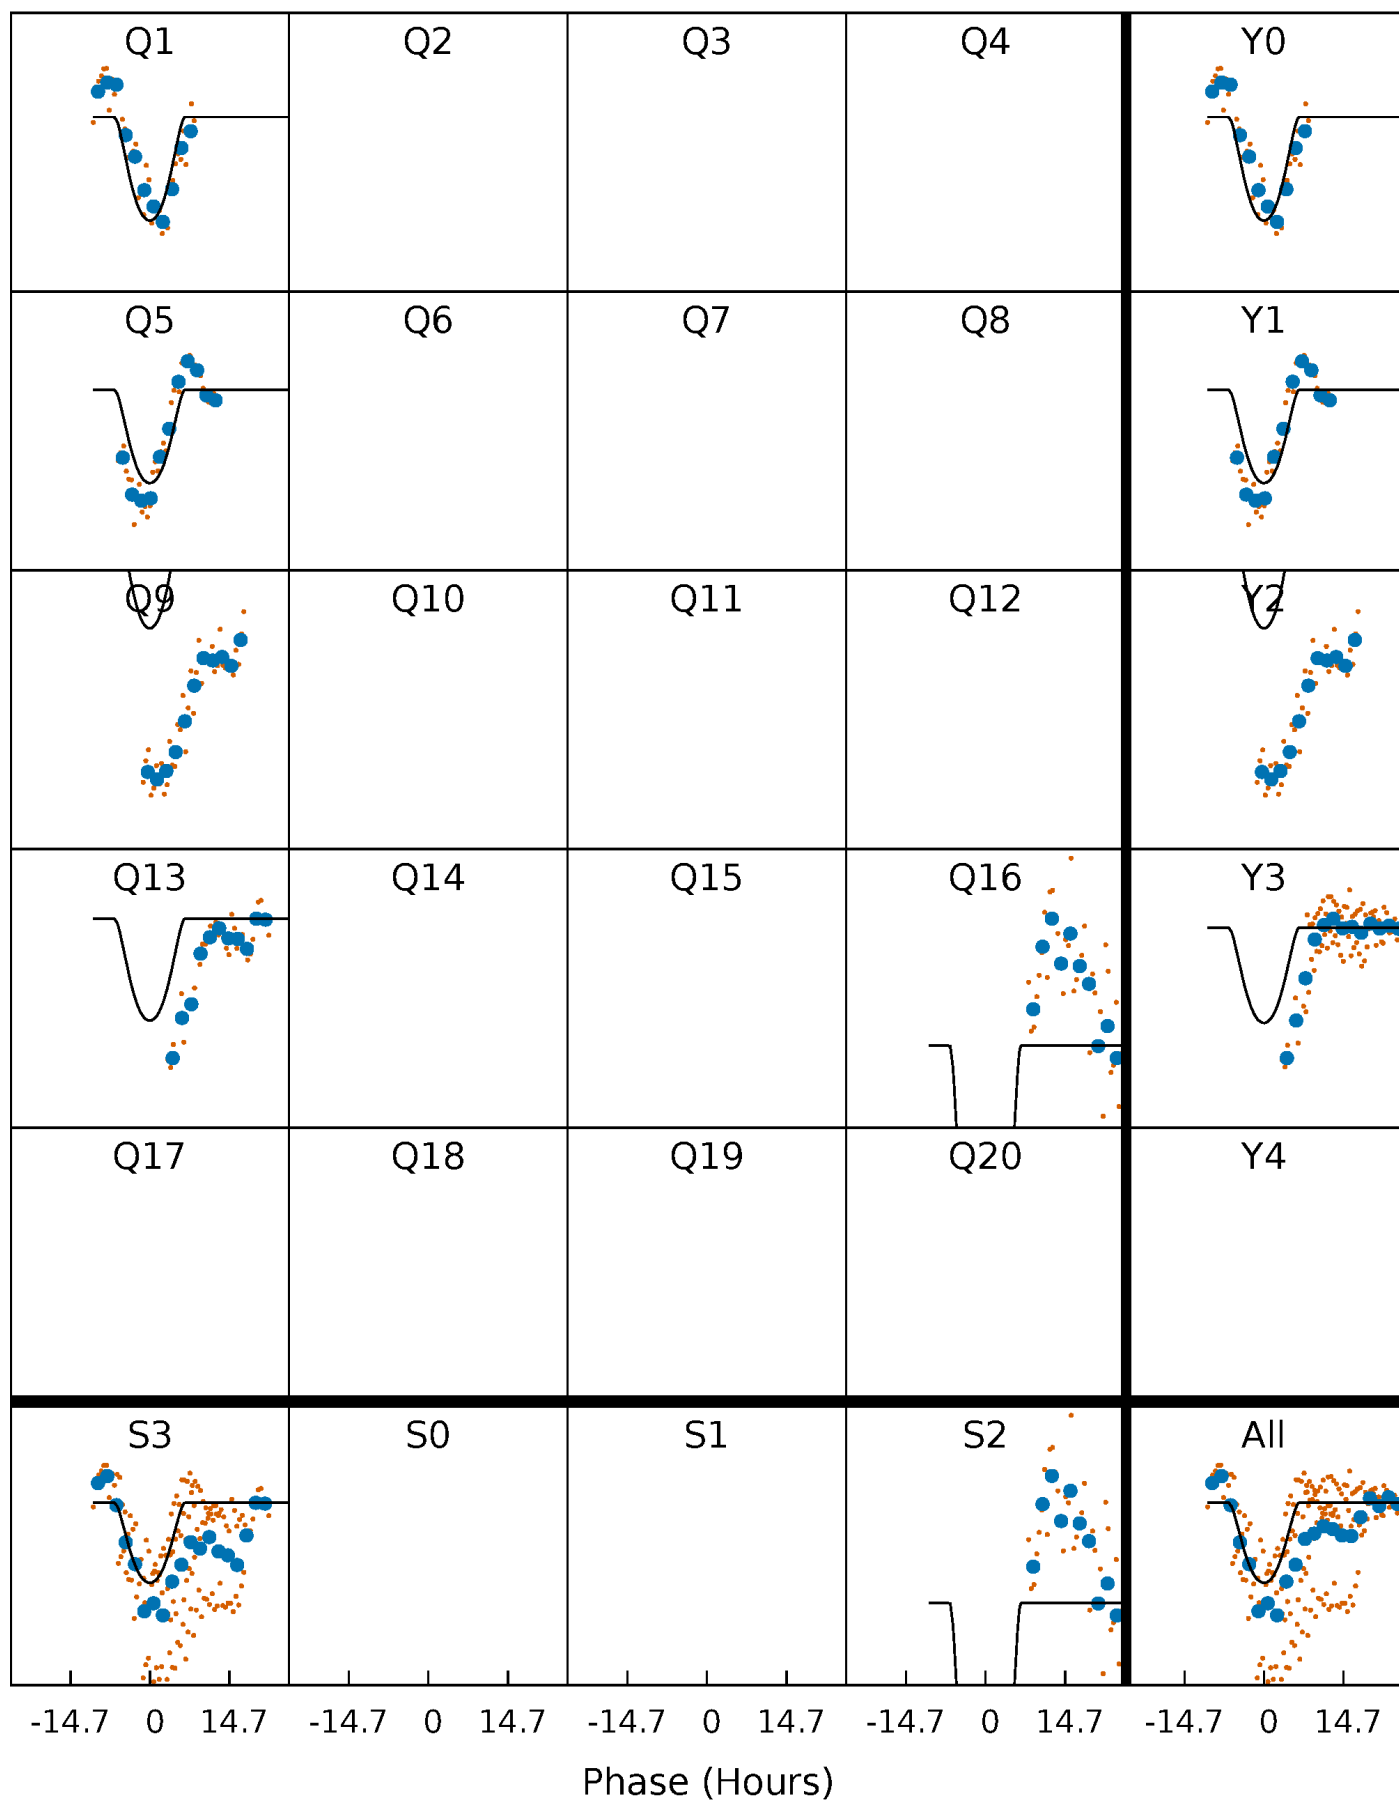 Q1 Q2 Q3 Q4 Y0
Q5 Q6 Q7 Q8 Y1
Q9 Q10 Q11 Q12 Y2
Q13 Q14 Q15 Q16 Y3
Q17 Q18 Q19 Q20 Y4
S3 S0 S1 S2 All
-14.7 0 14.7 -14.7 0 14.7 -14.7 0 14.7 -14.7 0 14.7 -14.7 0 14.7
Phase (Hours)